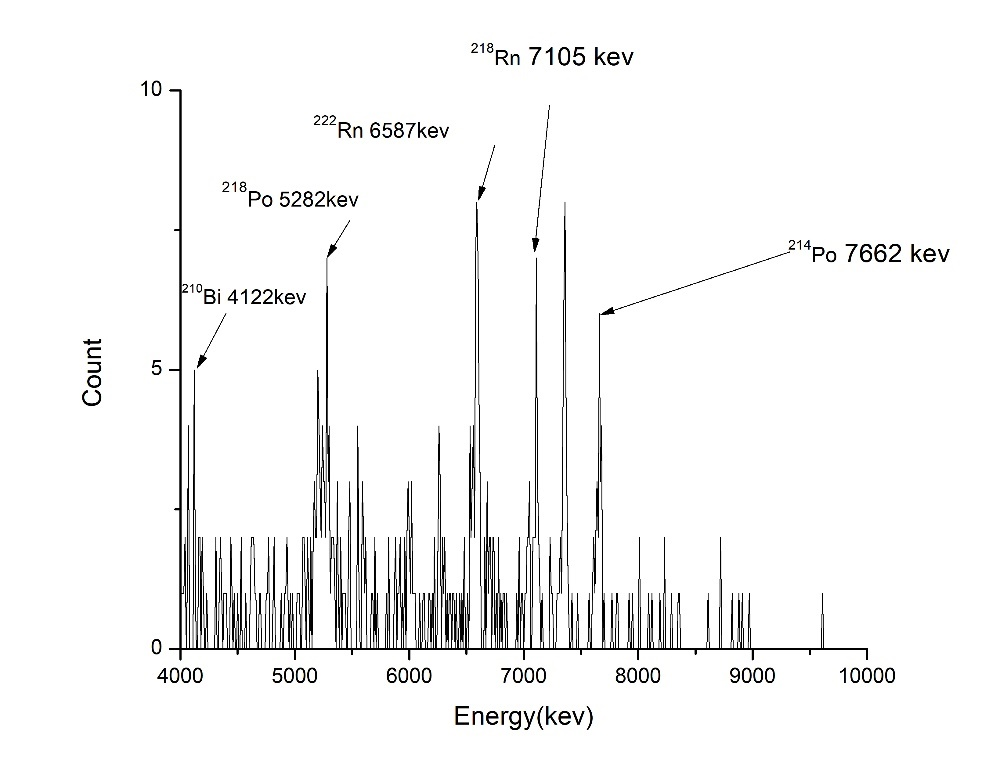 ²¹⁸Rn 7105 kev
10
²²²Rn 6587kev
²¹⁸Po 5282kev
²¹⁴Po 7662 kev
²¹⁰Bi 4122kev
5
Count
0
4000 5000 6000 7000 8000 9000 10000
Energy(kev)